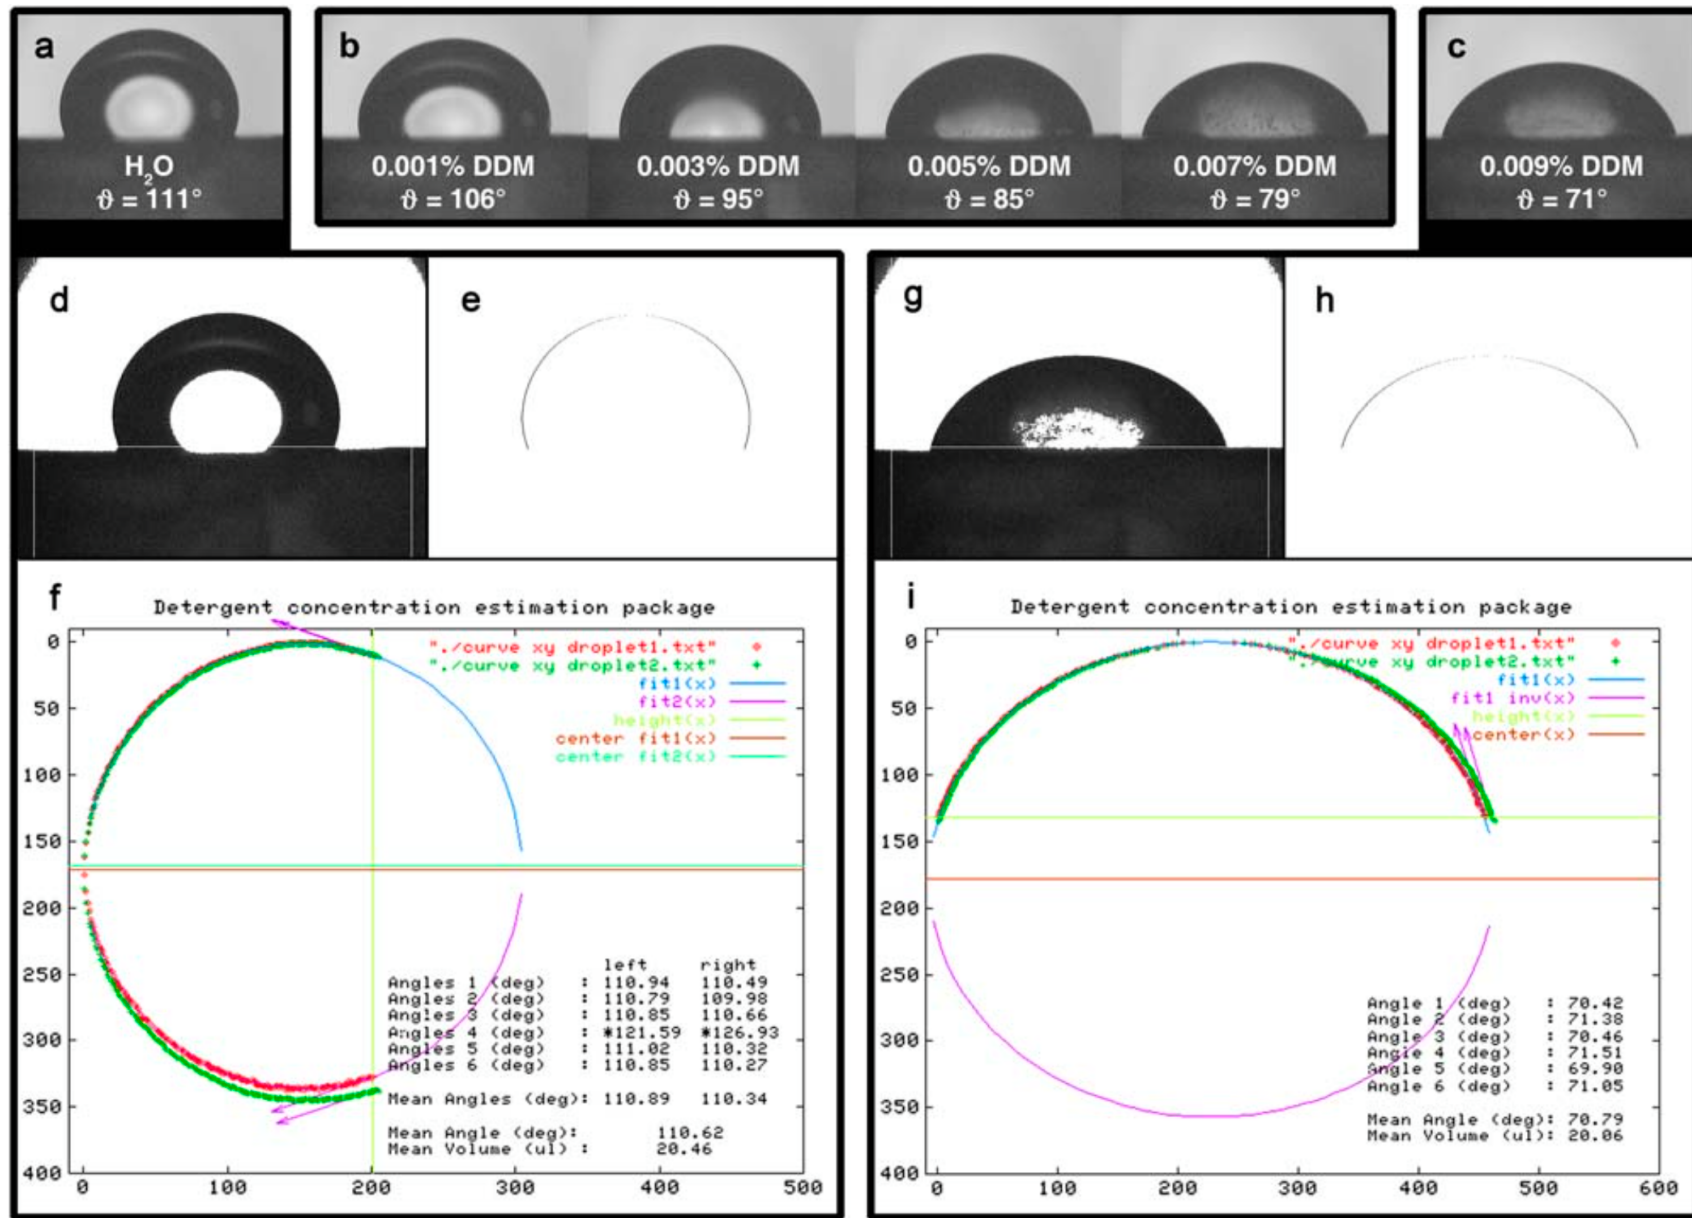 a
H₂O
ϑ = 111°
b
0.001% DDM
ϑ = 106°
0.003% DDM
ϑ = 95°
0.005% DDM
ϑ = 85°
0.007% DDM
ϑ = 79°
c
0.009% DDM
ϑ = 71°
d
e
g
h
f
Detergent concentration estimation package
"./curve xy droplet1.txt"
"./curve xy droplet2.txt"
fit1(x)
fit2(x)
height(x)
center fit1(x)
center fit2(x)
0
50
100
150
200
250
300
350
400
left right
Angles 1 (deg) : 110.94 110.49
Angles 2 (deg) : 110.79 109.98
Angles 3 (deg) : 110.85 110.66
Angles 4 (deg) : *121.59 *126.93
Angles 5 (deg) : 111.02 110.32
Angles 6 (deg) : 110.85 110.27
Mean Angles (deg): 110.89 110.34
Mean Angle (deg): 110.62
Mean Volume (ul) : 20.46
0 100 200 300 400 500
i
Detergent concentration estimation package
"./curve xy droplet1.txt"
"./curve xy droplet2.txt"
fit1(x)
fit1 inv(x)
height(x)
center(x)
0
50
100
150
200
250
300
350
400
Angle 1 (deg) : 70.42
Angle 2 (deg) : 71.38
Angle 3 (deg) : 70.46
Angle 4 (deg) : 71.51
Angle 5 (deg) : 69.90
Angle 6 (deg) : 71.05
Mean Angle (deg): 70.79
Mean Volume (ul): 20.06
0 100 200 300 400 500 600